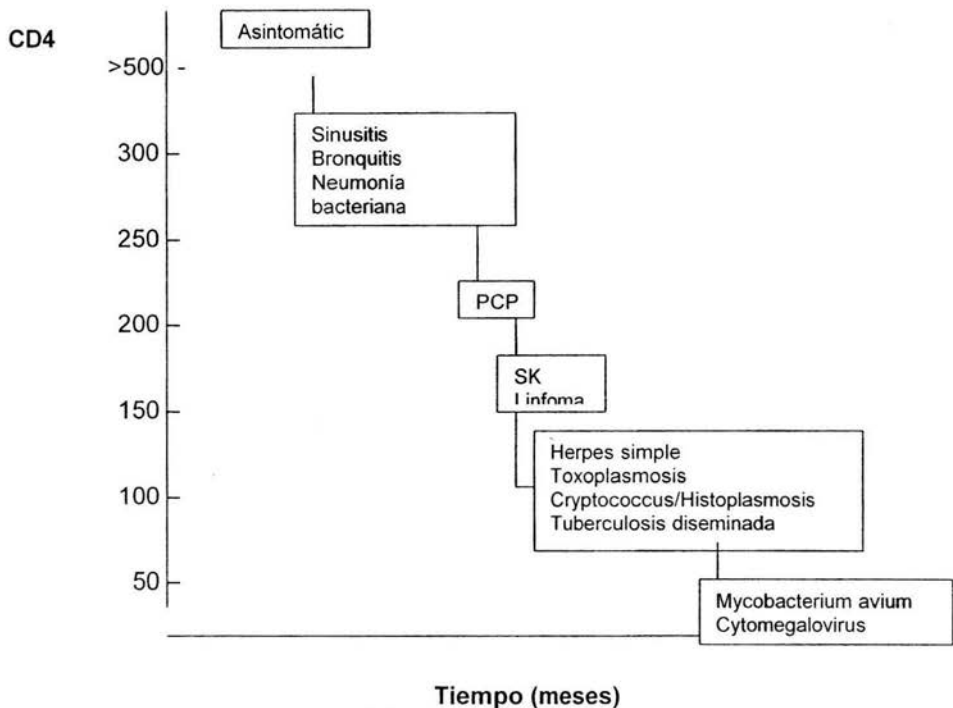 CD4
Asintomátic
>500
Sinusitis
Bronquitis
Neumonía
bacteriana
300
250
PCP
200
SK
Linfoma
150
Herpes simple
Toxoplasmosis
Cryptococcus/Histoplasmosis
Tuberculosis diseminada
100
50
Mycobacterium avium
Cytomegalovirus
Tiempo (meses)